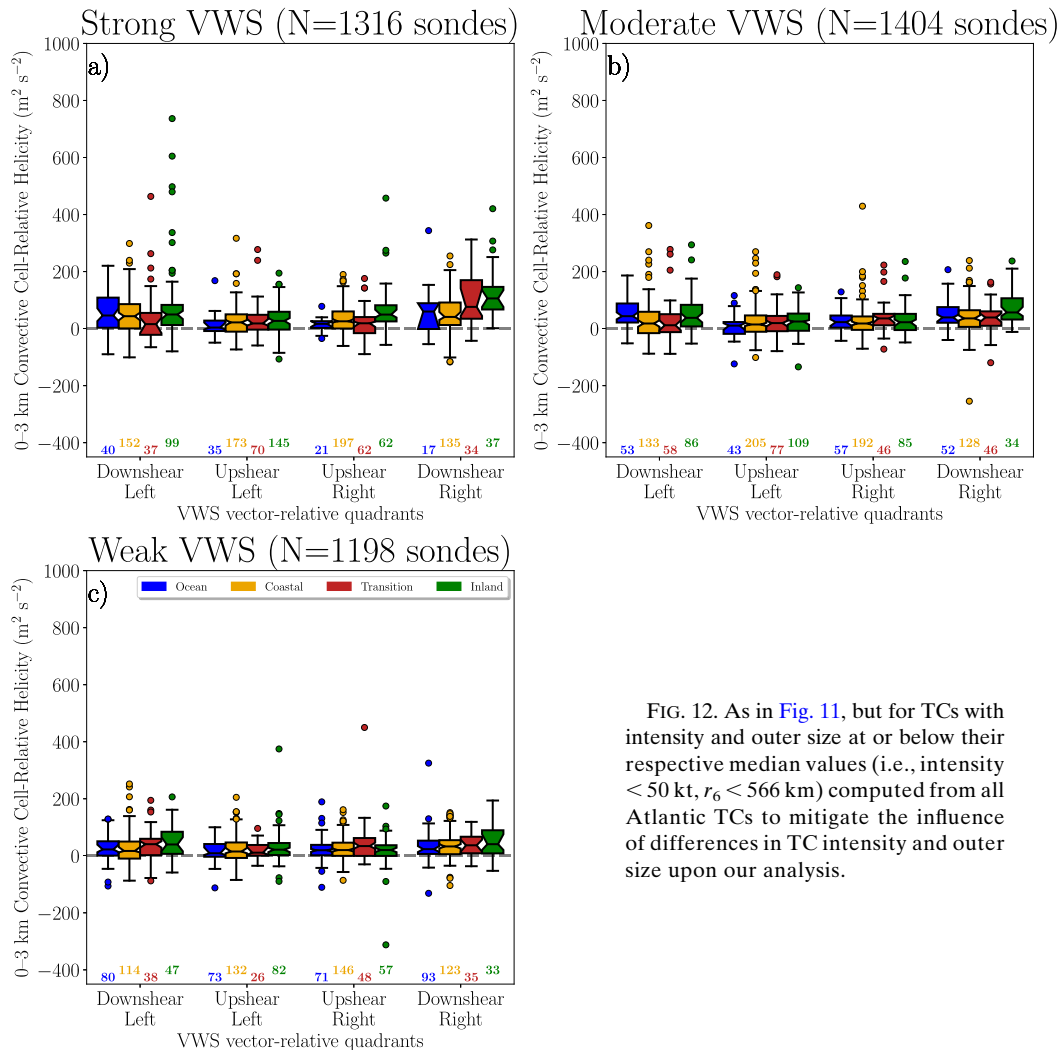 Strong VWS (N=1316 sondes)
a)
0–3 km Convective Cell-Relative Helicity (m² s⁻²)
1000
800
600
400
200
0
−200
−400
40 152 37 99 35 173 70 145 21 197 62 62 17 135 34 37
Downshear Left
Upshear Left
Upshear Right
Downshear Right
VWS vector-relative quadrants
Moderate VWS (N=1404 sondes)
b)
0–3 km Convective Cell-Relative Helicity (m² s⁻²)
1000
800
600
400
200
0
−200
−400
53 133 58 86 43 205 77 109 57 192 46 85 52 128 46 34
Downshear Left
Upshear Left
Upshear Right
Downshear Right
VWS vector-relative quadrants
Weak VWS (N=1198 sondes)
c)
Ocean Coastal Transition Inland
0–3 km Convective Cell-Relative Helicity (m² s⁻²)
1000
800
600
400
200
0
−200
−400
80 114 38 47 73 132 26 82 71 146 48 57 93 123 35 33
Downshear Left
Upshear Left
Upshear Right
Downshear Right
VWS vector-relative quadrants
FIG. 12. As in Fig. 11, but for TCs with
intensity and outer size at or below their
respective median values (i.e., intensity
< 50 kt, r₆ < 566 km) computed from all
Atlantic TCs to mitigate the influence
of differences in TC intensity and outer
size upon our analysis.